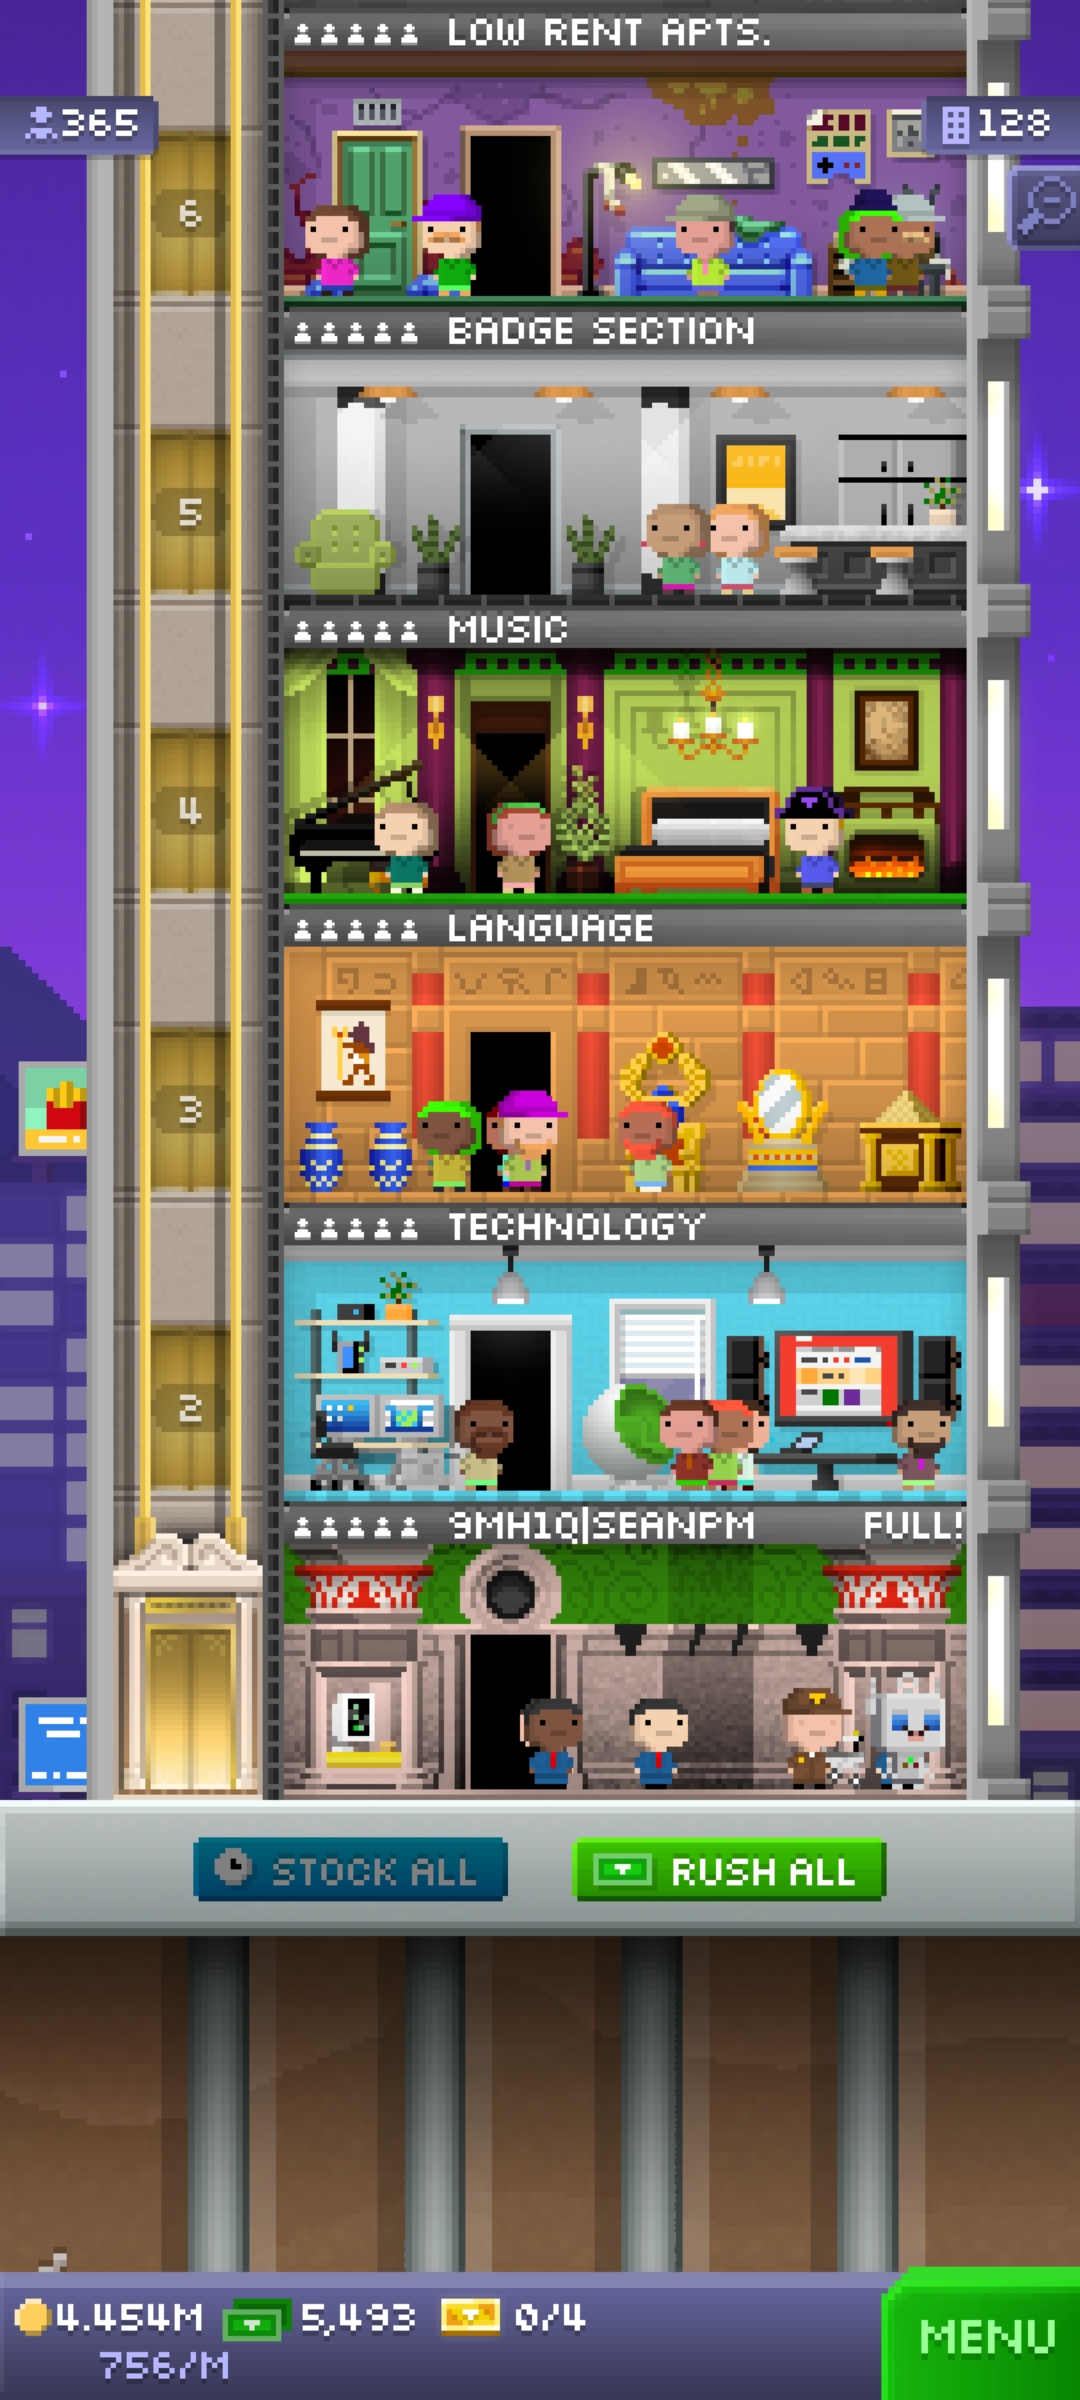 LOW RENT APTS.
365
128
6
BADGE SECTION
5
MUSIC
4
LANGUAGE
3
TECHNOLOGY
2
9MH1Q|SEANPM FULL!
STOCK ALL
RUSH ALL
4.454M 5,493 0/4
756/M
MENU